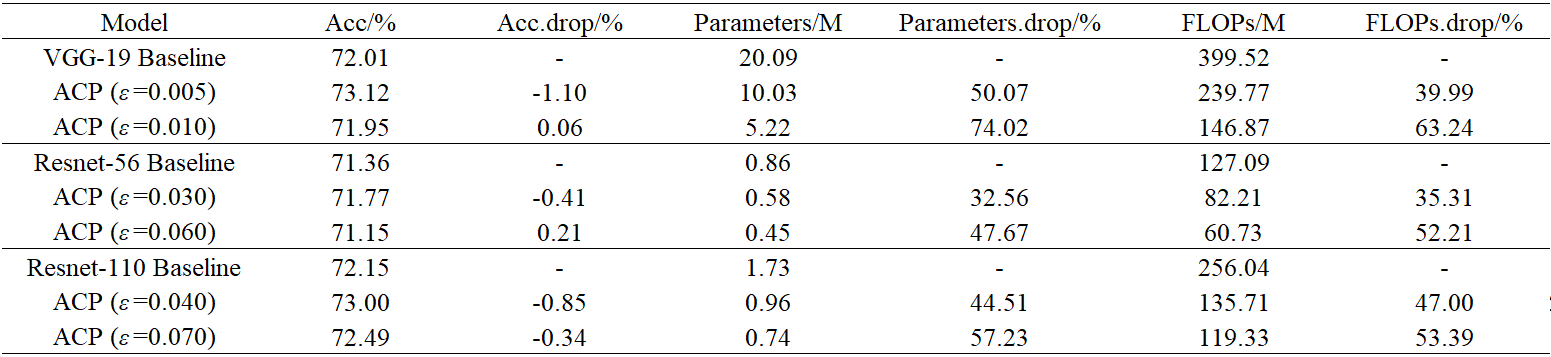 Model Acc/% Acc.drop/% Parameters/M Parameters.drop/% FLOPs/M FLOPs.drop/%
VGG-19 Baseline 72.01 - 20.09 - 399.52 -
ACP (ε=0.005) 73.12 -1.10 10.03 50.07 239.77 39.99
ACP (ε=0.010) 71.95 0.06 5.22 74.02 146.87 63.24
Resnet-56 Baseline 71.36 - 0.86 - 127.09 -
ACP (ε=0.030) 71.77 -0.41 0.58 32.56 82.21 35.31
ACP (ε=0.060) 71.15 0.21 0.45 47.67 60.73 52.21
Resnet-110 Baseline 72.15 - 1.73 - 256.04 -
ACP (ε=0.040) 73.00 -0.85 0.96 44.51 135.71 47.00
ACP (ε=0.070) 72.49 -0.34 0.74 57.23 119.33 53.39